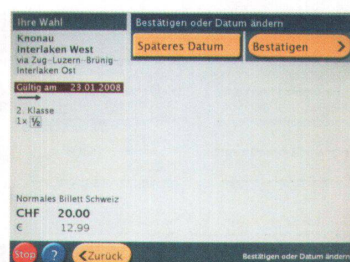 Ihre Wahl
Knonau
Interlaken West
via Zug-Luzern-Brünig-
Interlaken Ost
Gültig am 23.01.2008
2. Klasse
1x ½
Normales Billett Schweiz
CHF 20.00
€ 12.99
Bestätigen oder Datum ändern
Späteres Datum
Bestätigen
Stop
?
Zurück
Bestätigen oder Datum ändern